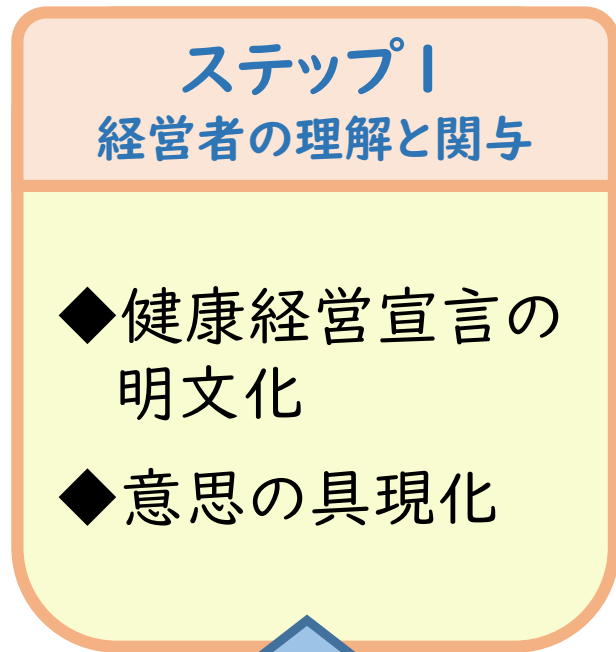 ステップ1
経営者の理解と関与
◆健康経営宣言の
明文化
◆意思の具現化